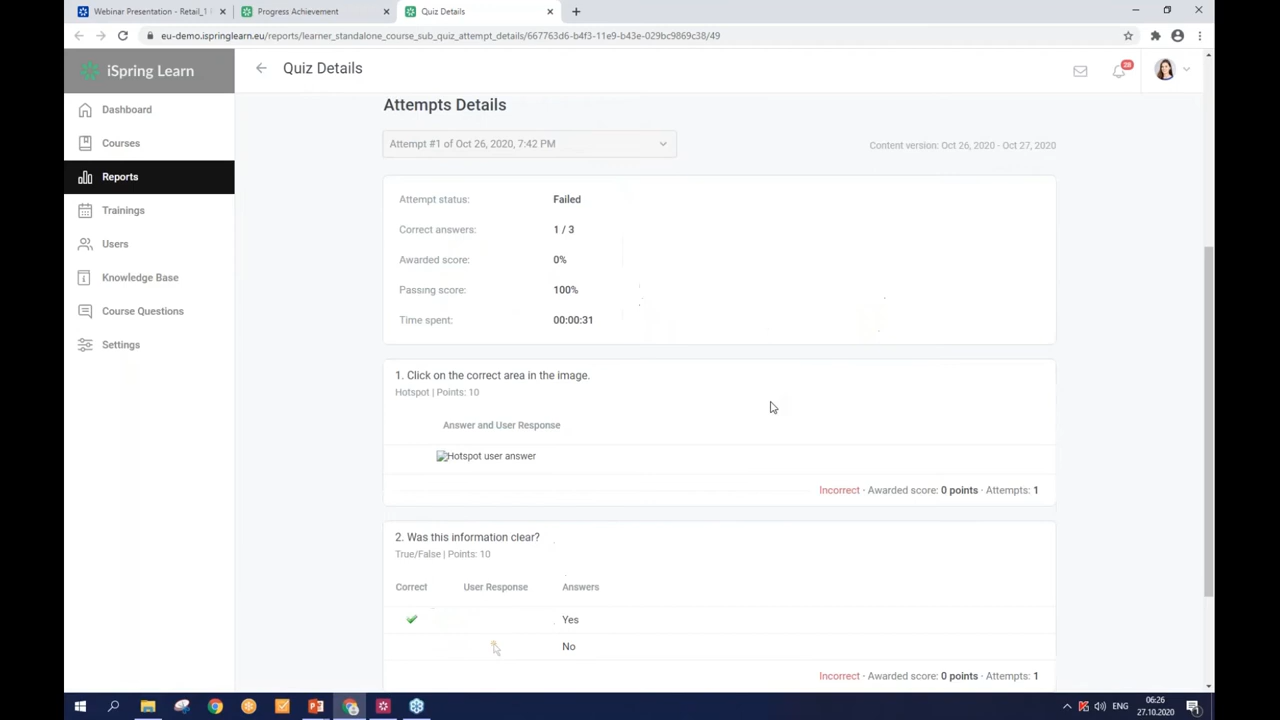 Webinar Presentation - Retail_1
Progress Achievement
Quiz Details
eu-demo.ispringlearn.eu/reports/learner_standalone_course_sub_quiz_attempt_details/667763d6-b4f3-11e9-b43e-029bc9869c38/49
iSpring Learn
Quiz Details
28
Dashboard
Courses
Reports
Trainings
Users
Knowledge Base
Course Questions
Settings
Attempts Details
Attempt #1 of Oct 26, 2020, 7:42 PM
Content version: Oct 26, 2020 - Oct 27, 2020
Attempt status: Failed
Correct answers: 1 / 3
Awarded score: 0%
Passing score: 100%
Time spent: 00:00:31
1. Click on the correct area in the image.
Hotspot | Points: 10
Answer and User Response
Hotspot user answer
Incorrect · Awarded score: 0 points · Attempts: 1
2. Was this information clear?
True/False | Points: 10
Correct User Response Answers
Yes
No
Incorrect · Awarded score: 0 points · Attempts: 1
ENG
06:26
27.10.2020